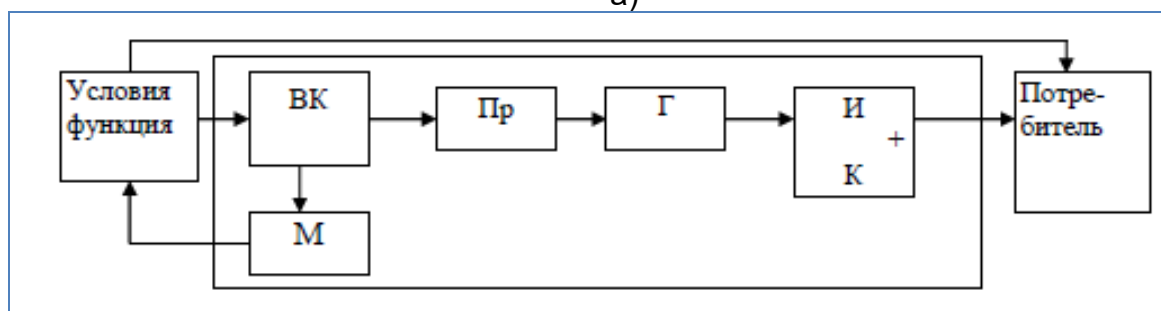 а)
Условия
функция
ВК
Пр
Г
И
+
К
Потре-
битель
М